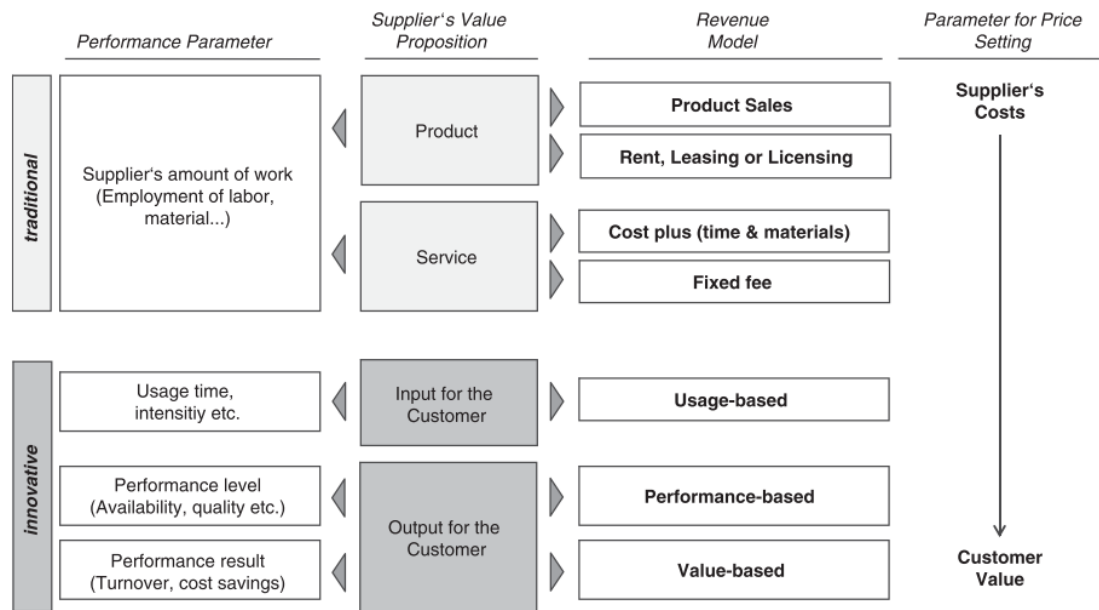 Performance Parameter
Supplier‘s Value
Proposition
Revenue
Model
Parameter for Price
Setting
traditional
Supplier‘s amount of work
(Employment of labor,
material...)
Product
Product Sales
Rent, Leasing or Licensing
Service
Cost plus (time & materials)
Fixed fee
Supplier‘s
Costs
innovative
Usage time,
intensitiy etc.
Input for the
Customer
Usage-based
Performance level
(Availability, quality etc.)
Output for the
Customer
Performance-based
Performance result
(Turnover, cost savings)
Value-based
Customer
Value